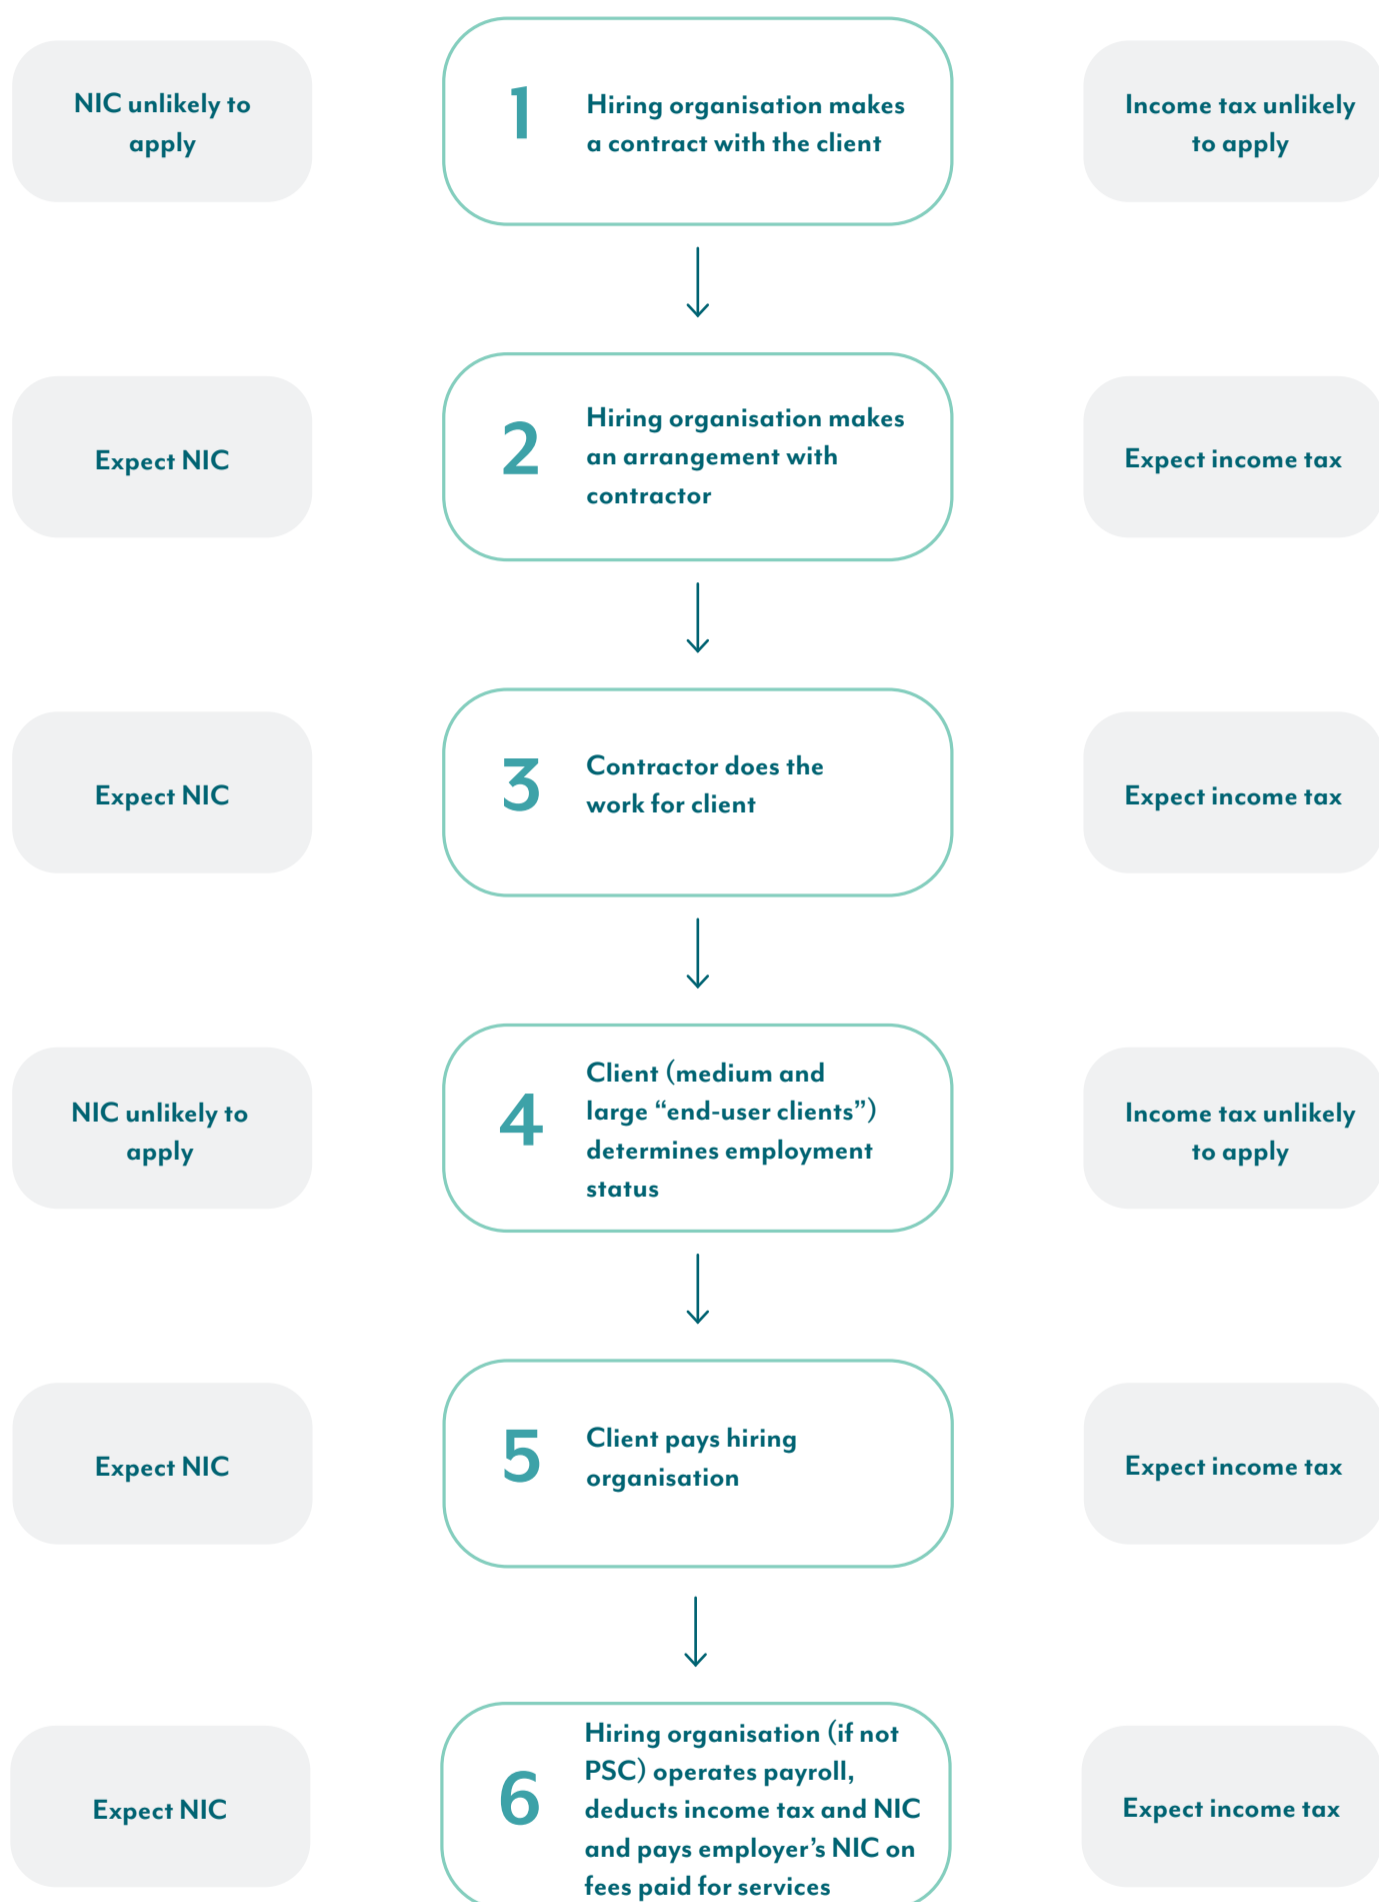 NIC unlikely to
apply
1
Hiring organisation makes
a contract with the client
Income tax unlikely
to apply
Expect NIC
2
Hiring organisation makes
an arrangement with
contractor
Expect income tax
Expect NIC
3
Contractor does the
work for client
Expect income tax
NIC unlikely to
apply
4
Client (medium and
large “end-user clients”)
determines employment
status
Income tax unlikely
to apply
Expect NIC
5
Client pays hiring
organisation
Expect income tax
Expect NIC
6
Hiring organisation (if not
PSC) operates payroll,
deducts income tax and NIC
and pays employer’s NIC on
fees paid for services
Expect income tax